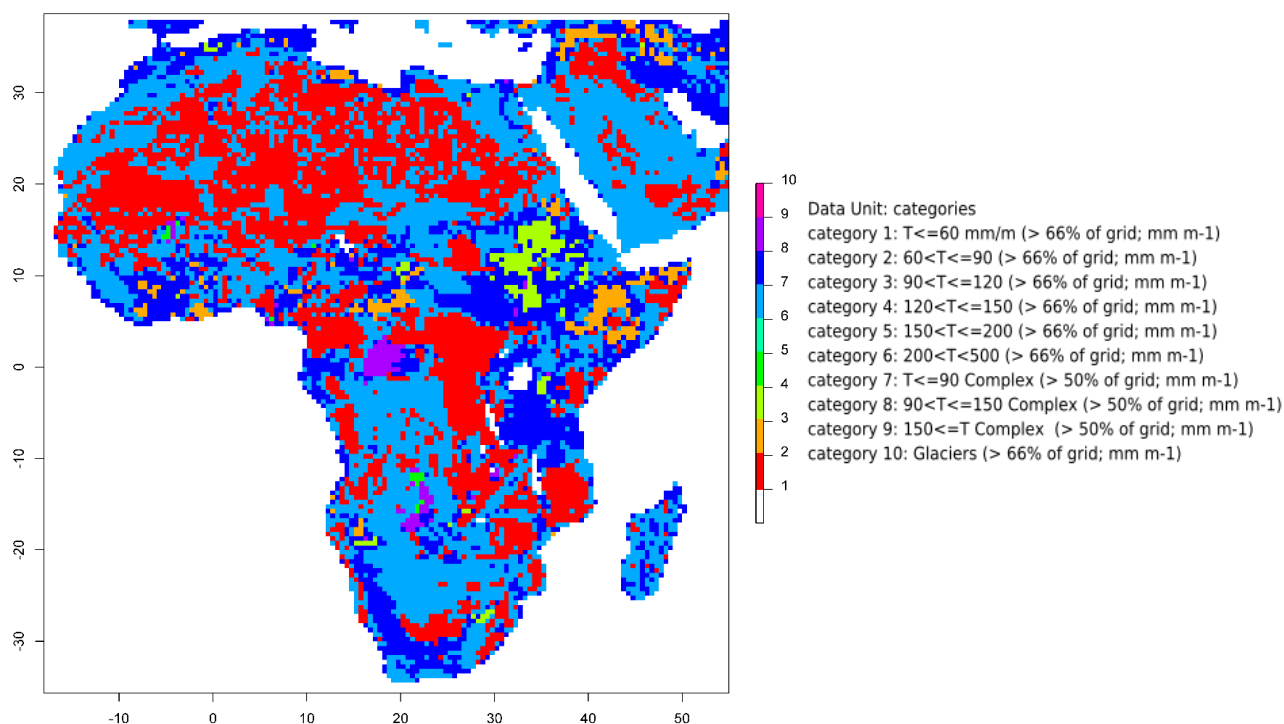 30
20
10
0
-10
-20
-30
-10
0
10
20
30
40
50
10
9
8
7
6
5
4
3
2
1
Data Unit: categories
category 1: T<=60 mm/m (> 66% of grid; mm m-1)
category 2: 60<T<=90 (> 66% of grid; mm m-1)
category 3: 90<T<=120 (> 66% of grid; mm m-1)
category 4: 120<T<=150 (> 66% of grid; mm m-1)
category 5: 150<T<=200 (> 66% of grid; mm m-1)
category 6: 200<T<500 (> 66% of grid; mm m-1)
category 7: T<=90 Complex (> 50% of grid; mm m-1)
category 8: 90<T<=150 Complex (> 50% of grid; mm m-1)
category 9: 150<=T Complex  (> 50% of grid; mm m-1)
category 10: Glaciers (> 66% of grid; mm m-1)